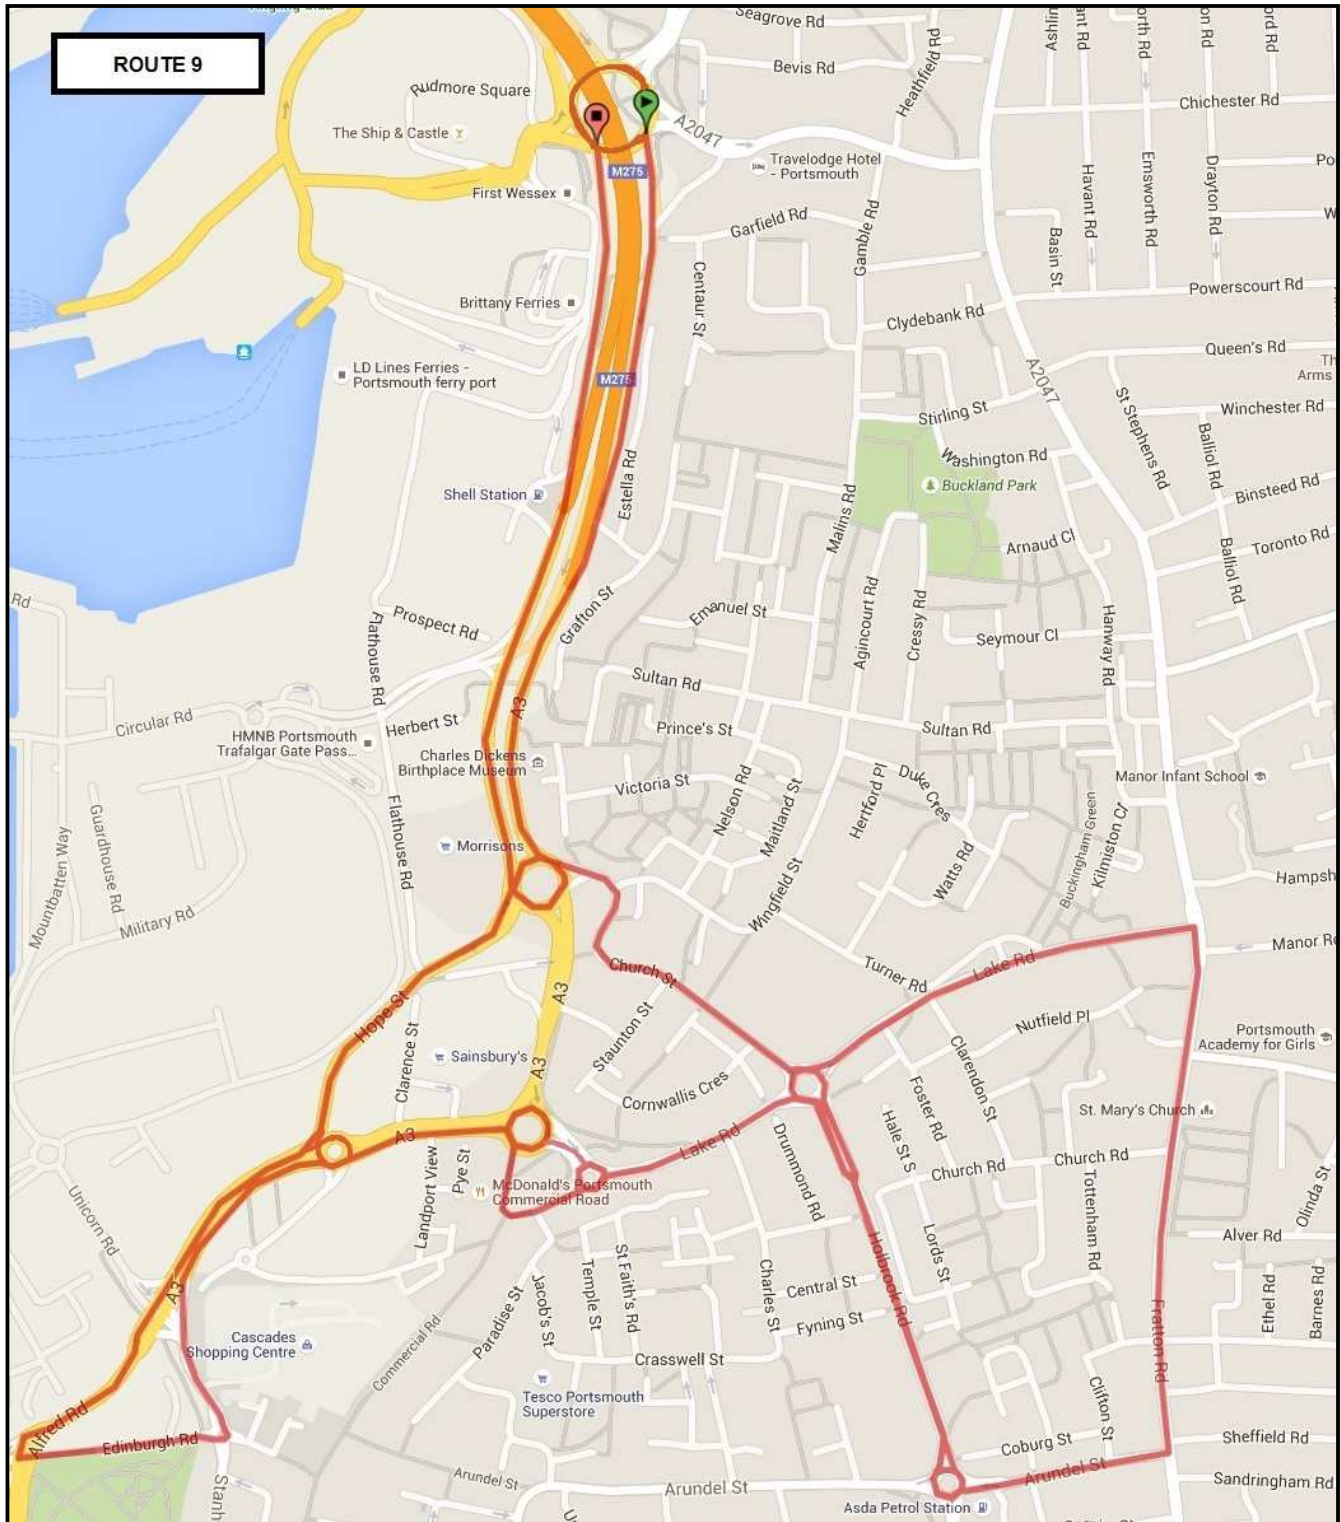 ROUTE 9
Seagrove Rd
Bevis Rd
Heathfield Rd
Rudmore Square
The Ship & Castle
A2047
Chichester Rd
Travelodge Hotel
- Portsmouth
M275
First Wessex
Garfield Rd
Gamble Rd
Havant Rd
Emsworth Rd
Drayton Rd
Basin St
Centaur St
Brittany Ferries
Powerscourt Rd
Clydebank Rd
Queen's Rd
LD Lines Ferries -
Portsmouth ferry port
M275
A2047
Th
Arms
Stirling St
St Stephens Rd
Winchester Rd
Balliol Rd
Washington Rd
Buckland Park
Shell Station
Estella Rd
Malins Rd
Binsteed Rd
Arnaud Cl
Toronto Rd
Balliol Rd
Rd
Prospect Rd
Flathouse Rd
Grafton St
Emanuel St
Agincourt Rd
Cressy Rd
Seymour Cl
Hanway Rd
Sultan Rd
Circular Rd
Herbert St
A3
HMNB Portsmouth
Trafalgar Gate Pass...
Prince's St
Sultan Rd
Charles Dickens
Birthplace Museum
Victoria St
Nelson Rd
Maitland St
Hertford Pl
Duke Cres
Manor Infant School
Guardhouse Rd
Flathouse Rd
Morrisons
Watts Rd
Buckingham Green
Kilmiston Cl
Mountbatten Way
Military Rd
Wingfield St
Hampsh
Manor Rd
Church St
Turner Rd
Lake Rd
A3
Hope St
Clarence St
Sainsbury's
A3
Staunton St
Nutfield Pl
Portsmouth
Academy for Girls
Cornwallis Cres
Clarendon St
Foster Rd
St. Mary's Church
A3
Lake Rd
Drummond Rd
Hale St S
Church Rd
Church Rd
Landport View
Pye St
McDonald's Portsmouth
Commercial Road
Unicorn Rd
Tottenham Rd
Olinda St
Alver Rd
Lords St
Holbrook Rd
A3
Jacob's St
Temple St
St Faith's Rd
Charles St
Central St
Fyning St
Ethel Rd
Barnes Rd
Fratton Rd
Cascades
Shopping Centre
Commercial Rd
Paradise St
Crasswell St
Tesco Portsmouth
Superstore
Clifton St
Alfred Rd
Edinburgh Rd
Coburg St
Sheffield Rd
Arundel St
Arundel St
Arundel St
Sandringham Rd
Stanh
Asda Petrol Station